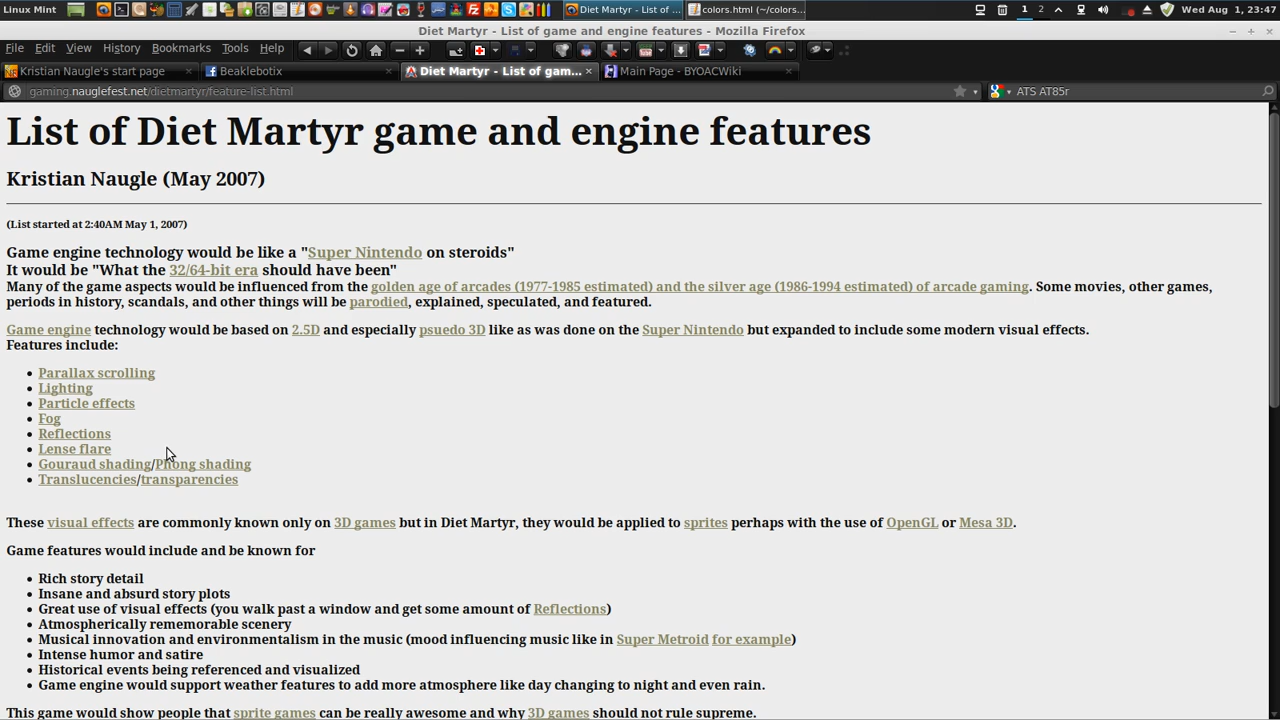 Linux Mint
Diet Martyr - List of ...
colors.html (~/colors...
1 2
Wed Aug 1, 23:47
Diet Martyr - List of game and engine features - Mozilla Firefox
File Edit View History Bookmarks Tools Help
Kristian Naugle's start page
Beaklebotix
Diet Martyr - List of gam...
Main Page - BYOACWiki
gaming.nauglefest.net/dietmartyr/feature-list.html
ATS AT85r
List of Diet Martyr game and engine features
Kristian Naugle (May 2007)
(List started at 2:40AM May 1, 2007)
Game engine technology would be like a "Super Nintendo on steroids"
It would be "What the 32/64-bit era should have been"
Many of the game aspects would be influenced from the golden age of arcades (1977-1985 estimated) and the silver age (1986-1994 estimated) of arcade gaming. Some movies, other games,
periods in history, scandals, and other things will be parodied, explained, speculated, and featured.
Game engine technology would be based on 2.5D and especially psuedo 3D like as was done on the Super Nintendo but expanded to include some modern visual effects.
Features include:
• Parallax scrolling
• Lighting
• Particle effects
• Fog
• Reflections
• Lense flare
• Gouraud shading/Phong shading
• Translucencies/transparencies
These visual effects are commonly known only on 3D games but in Diet Martyr, they would be applied to sprites perhaps with the use of OpenGL or Mesa 3D.
Game features would include and be known for
• Rich story detail
• Insane and absurd story plots
• Great use of visual effects (you walk past a window and get some amount of Reflections)
• Atmospherically rememorable scenery
• Musical innovation and environmentalism in the music (mood influencing music like in Super Metroid for example)
• Intense humor and satire
• Historical events being referenced and visualized
• Game engine would support weather features to add more atmosphere like day changing to night and even rain.
This game would show people that sprite games can be really awesome and why 3D games should not rule supreme.